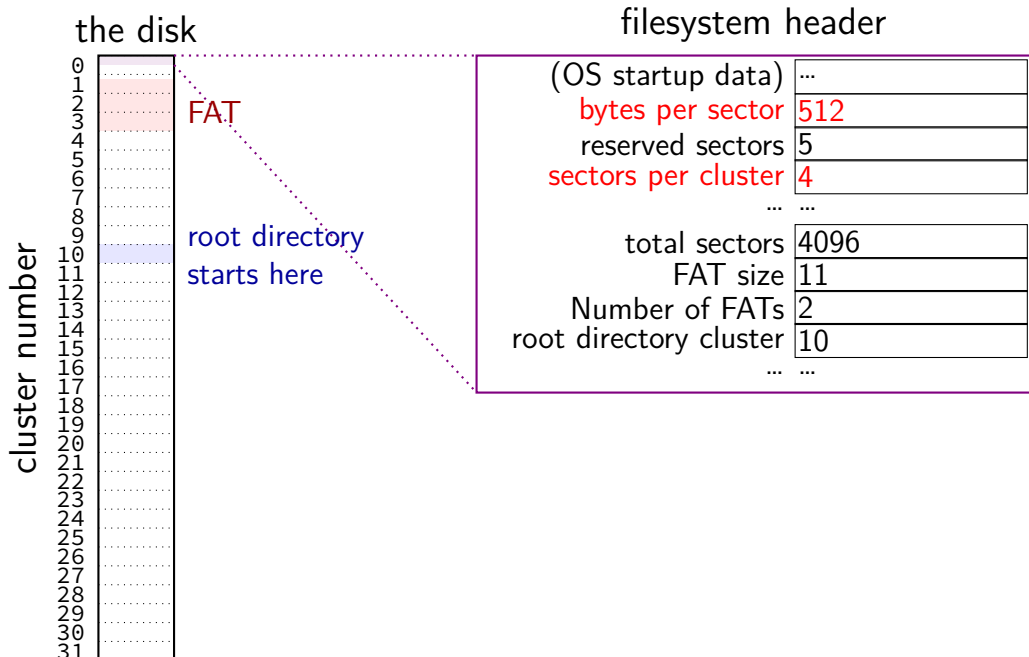 the disk
filesystem header
cluster number
0
1
2
3
4
5
6
7
8
9
10
11
12
13
14
15
16
17
18
19
20
21
22
23
24
25
26
27
28
29
30
31
FAT
root directory
starts here
(OS startup data) ...
bytes per sector 512
reserved sectors 5
sectors per cluster 4
... ...
total sectors 4096
FAT size 11
Number of FATs 2
root directory cluster 10
... ...